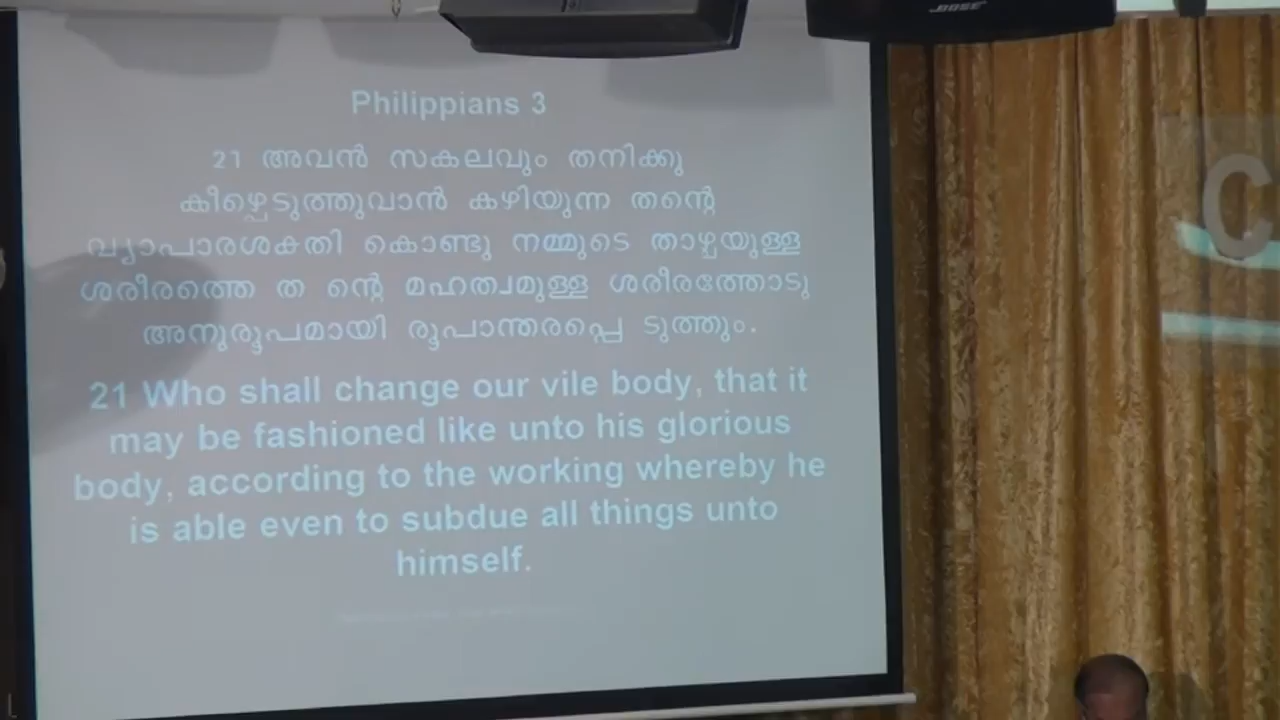 BOSE
Philippians 3
21 അവൻ സകലവും തനിക്കു
കീഴ്പെടുത്തുവാൻ കഴിയുന്ന തന്റെ
വ്യാപാരശക്തി കൊണ്ടു നമ്മുടെ താഴ്ചയുള്ള
ശരീരത്തെ ത ന്റെ മഹത്വമുള്ള ശരീരത്തോടു
അനുരൂപമായി രൂപാന്തരപ്പെ ടുത്തും.
21 Who shall change our vile body, that it
may be fashioned like unto his glorious
body, according to the working whereby he
is able even to subdue all things unto
himself.
C